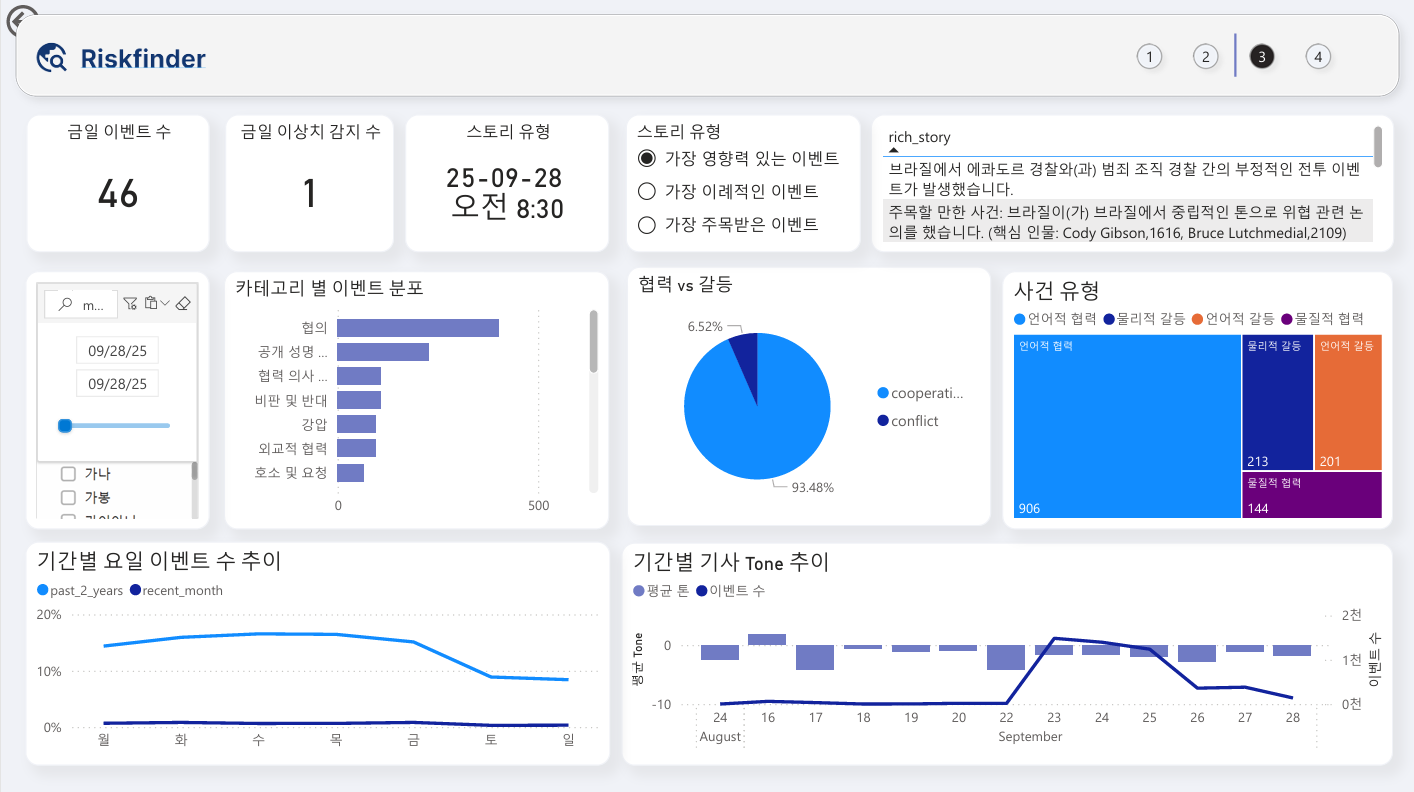 Riskfinder
1
2
3
4
금일 이벤트 수
46
금일 이상치 감지 수
1
스토리 유형
25-09-28
오전 8:30
스토리 유형
가장 영향력 있는 이벤트
가장 이례적인 이벤트
가장 주목받은 이벤트
rich_story
브라질에서 에콰도르 경찰와(과) 범죄 조직 경찰 간의 부정적인 전투 이벤
트가 발생했습니다.
주목할 만한 사건: 브라질이(가) 브라질에서 중립적인 톤으로 위협 관련 논
의를 했습니다. (핵심 인물: Cody Gibson,1616, Bruce Lutchmedial,2109)
m...
09/28/25
09/28/25
가나
가봉
카테고리 별 이벤트 분포
협의
공개 성명 ...
협력 의사 ...
비판 및 반대
강압
외교적 협력
호소 및 요청
0
500
협력 vs 갈등
6.52%
93.48%
cooperati...
conflict
사건 유형
언어적 협력
물리적 갈등
언어적 갈등
물질적 협력
언어적 협력
906
물리적 갈등
213
언어적 갈등
201
물질적 협력
144
기간별 요일 이벤트 수 추이
past_2_years
recent_month
20%
10%
0%
월
화
수
목
금
토
일
기간별 기사 Tone 추이
평균 톤
이벤트 수
평균 Tone
0
-10
2천
1천
0천
이벤트 수
24
16
17
18
19
20
22
23
24
25
26
27
28
August
September